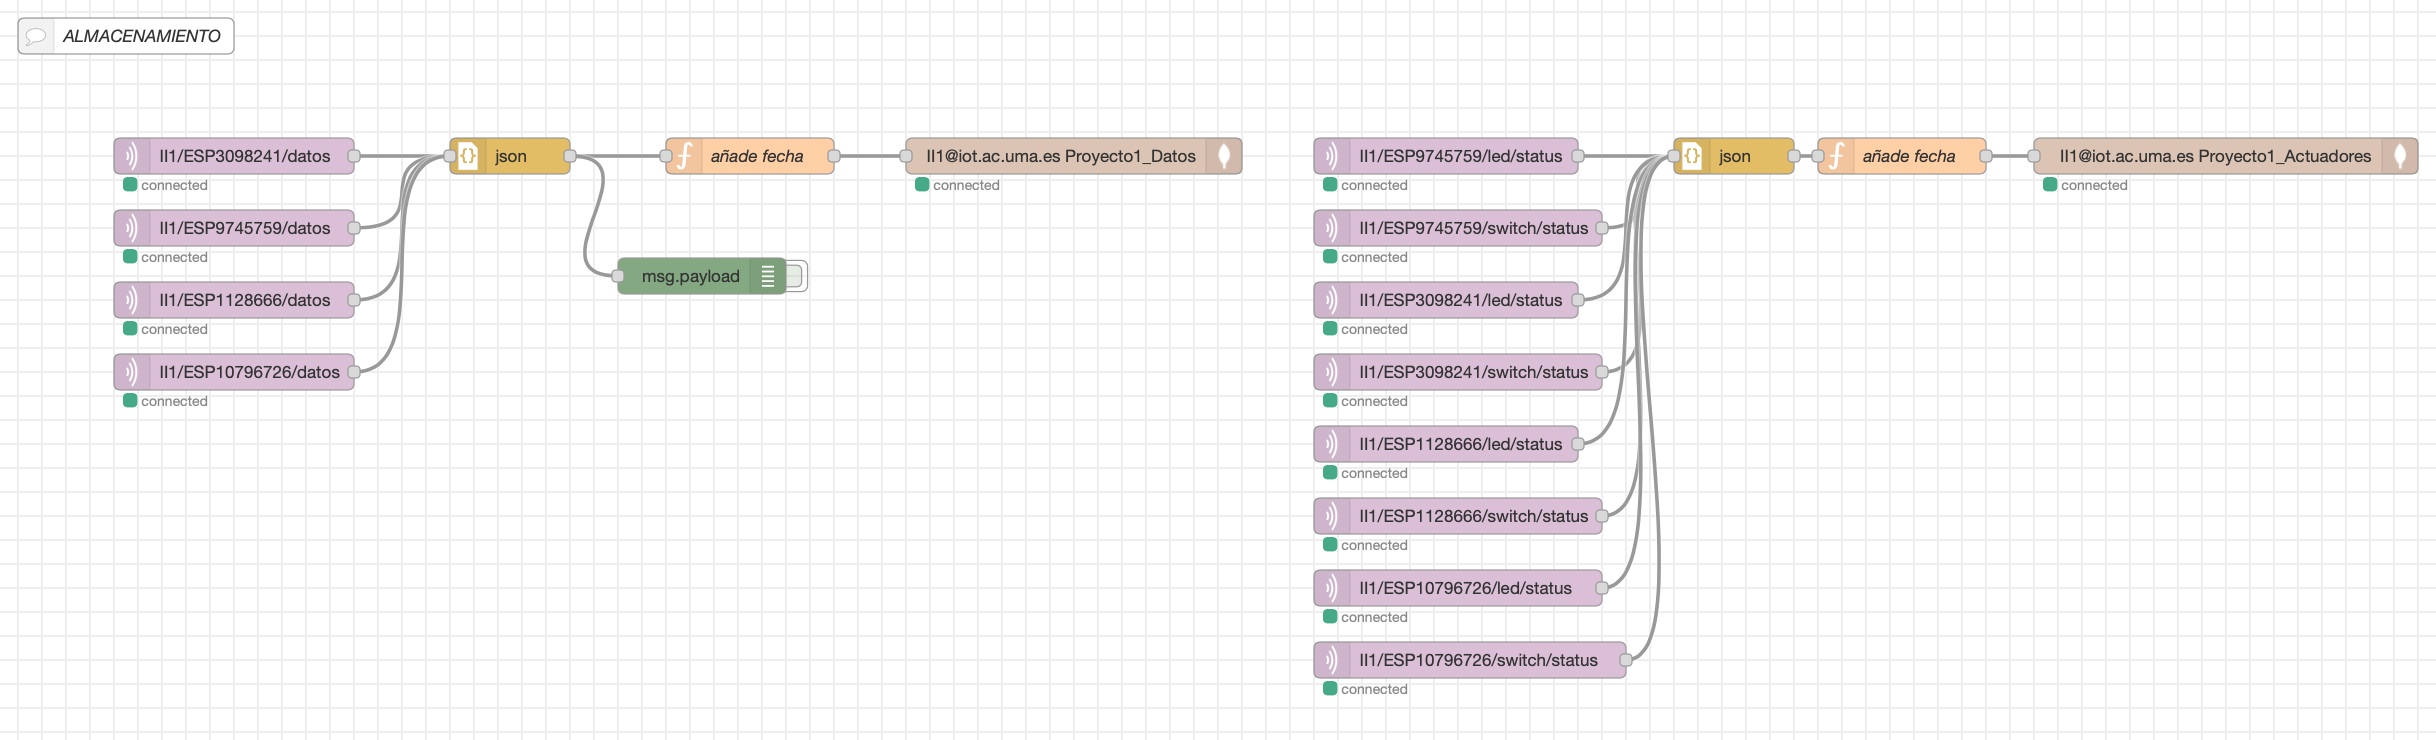 ALMACENAMIENTO
II1/ESP3098241/datos
connected
II1/ESP9745759/datos
connected
II1/ESP1128666/datos
connected
II1/ESP10796726/datos
connected
json
añade fecha
II1@iot.ac.uma.es Proyecto1_Datos
connected
msg.payload
II1/ESP9745759/led/status
connected
II1/ESP9745759/switch/status
connected
II1/ESP3098241/led/status
connected
II1/ESP3098241/switch/status
connected
II1/ESP1128666/led/status
connected
II1/ESP1128666/switch/status
connected
II1/ESP10796726/led/status
connected
II1/ESP10796726/switch/status
connected
json
añade fecha
II1@iot.ac.uma.es Proyecto1_Actuadores
connected